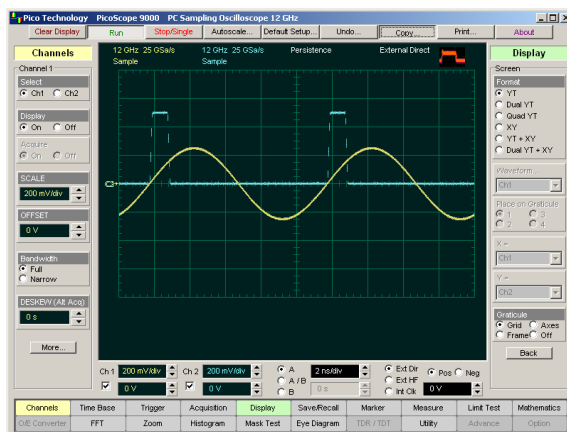 Pico Technology PicoScope 9000 PC Sampling Oscilloscope 12 GHz
Clear Display Run Stop/Single Autoscale... Default Setup... Undo... Copy... Print... About
Channels
Channel 1
Select
Ch1 Ch2
Display
On Off
Acquire
On Off
SCALE
200 mV/div
OFFSET
0 V
Bandwidth
Full
Narrow
DESKEW (Alt Acq)
0 s
More...
12 GHz 25 GSa/s 12 GHz 25 GSa/s Persistence External Direct
Sample Sample
C2
Ch 1 200 mV/div Ch 2 200 mV/div A 2 ns/div Ext Dir Pos Neg
A / B Ext HF
0 V 0 V B 0 s Int Clk 0 V
Display
Screen
Format
YT
Dual YT
Quad YT
XY
YT + XY
Dual YT + XY
Waveform...
Ch1
Place on Graticule
1 3
2 4
X =
Ch1
Y =
Ch2
Graticule
Grid Axes
Frame Off
Back
Channels Time Base Trigger Acquisition Display Save/Recall Marker Measure Limit Test Mathematics
O/E Converter FFT Zoom Histogram Mask Test Eye Diagram TDR / TDT Utility Advance Option